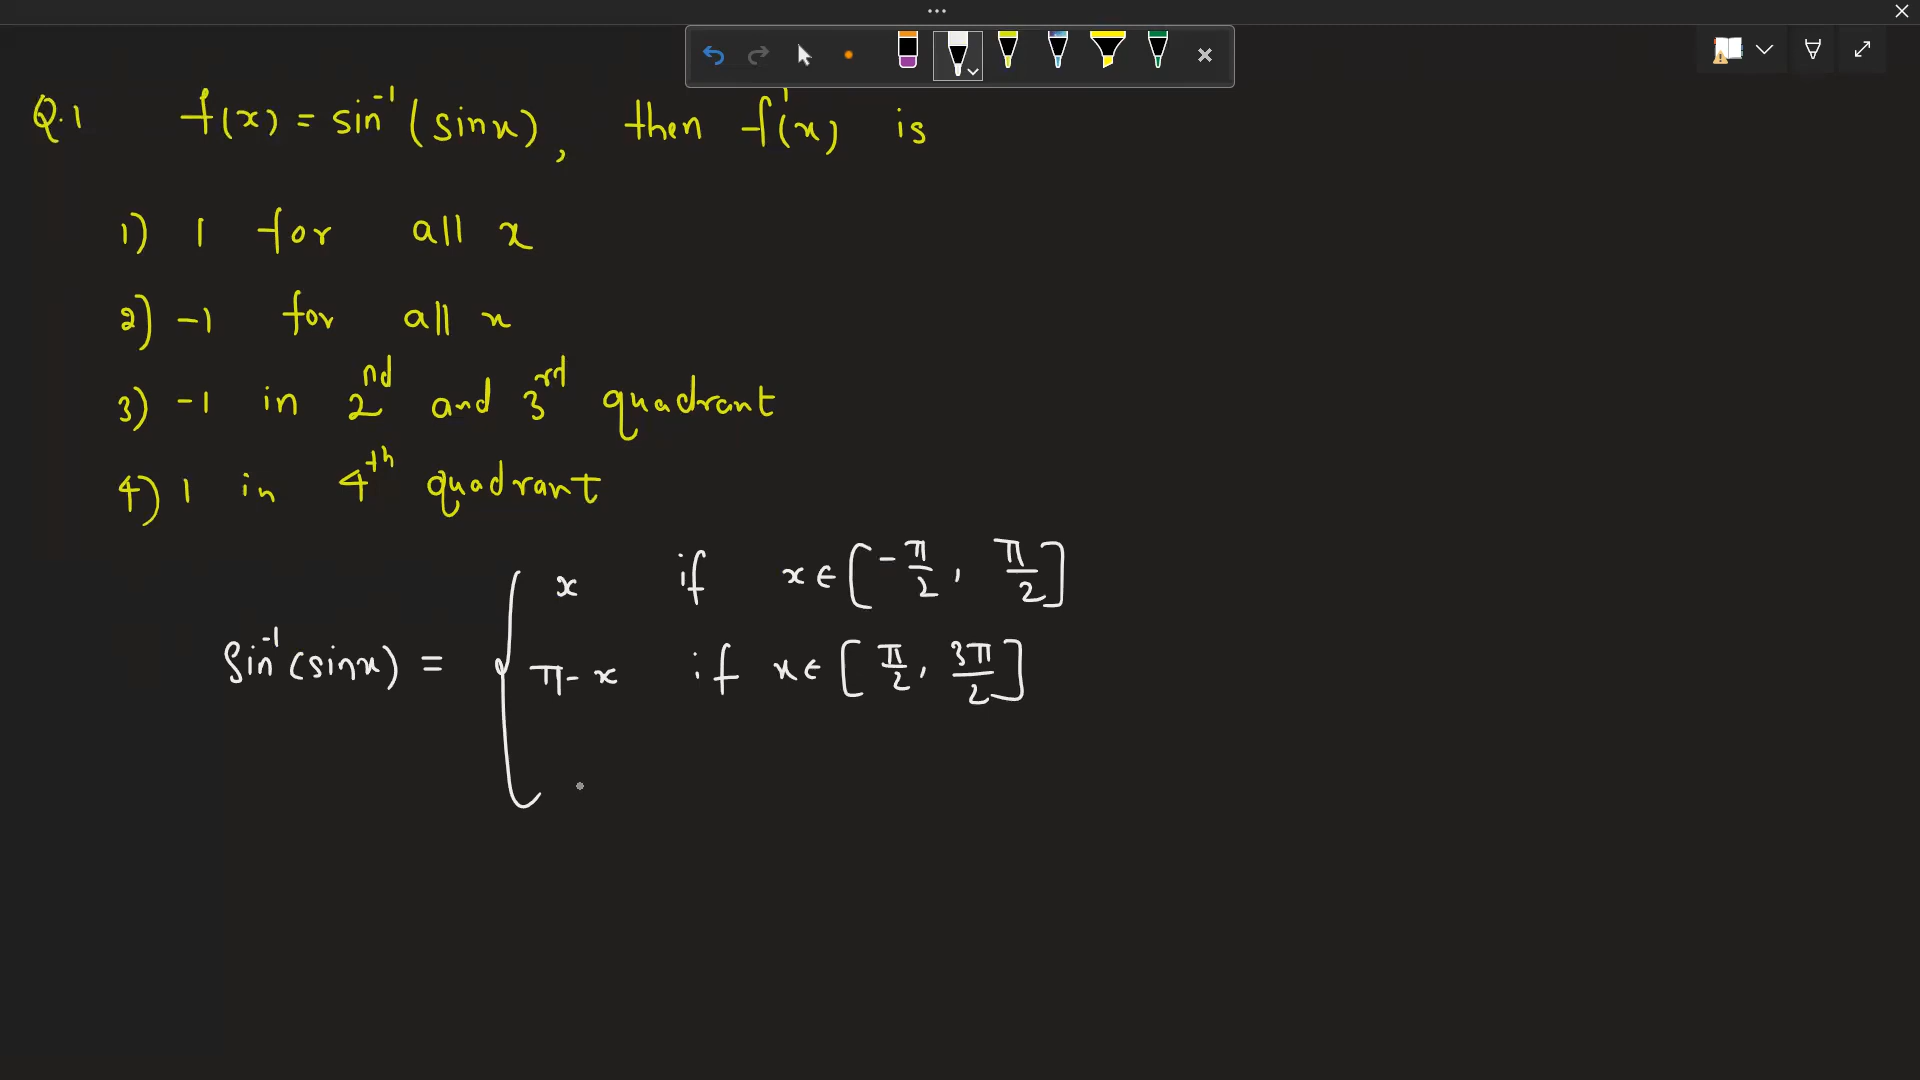 Q.1 f(x) = sin⁻¹(sinx), then f'(x) is
1) 1 for all x
2) -1 for all x
3) -1 in 2ⁿᵈ and 3ʳᵈ quadrant
4) 1 in 4ᵗʰ quadrant
x if x ∈ [-π/2, π/2]
sin⁻¹(sinx) = {
π - x if x ∈ [π/2, 3π/2]